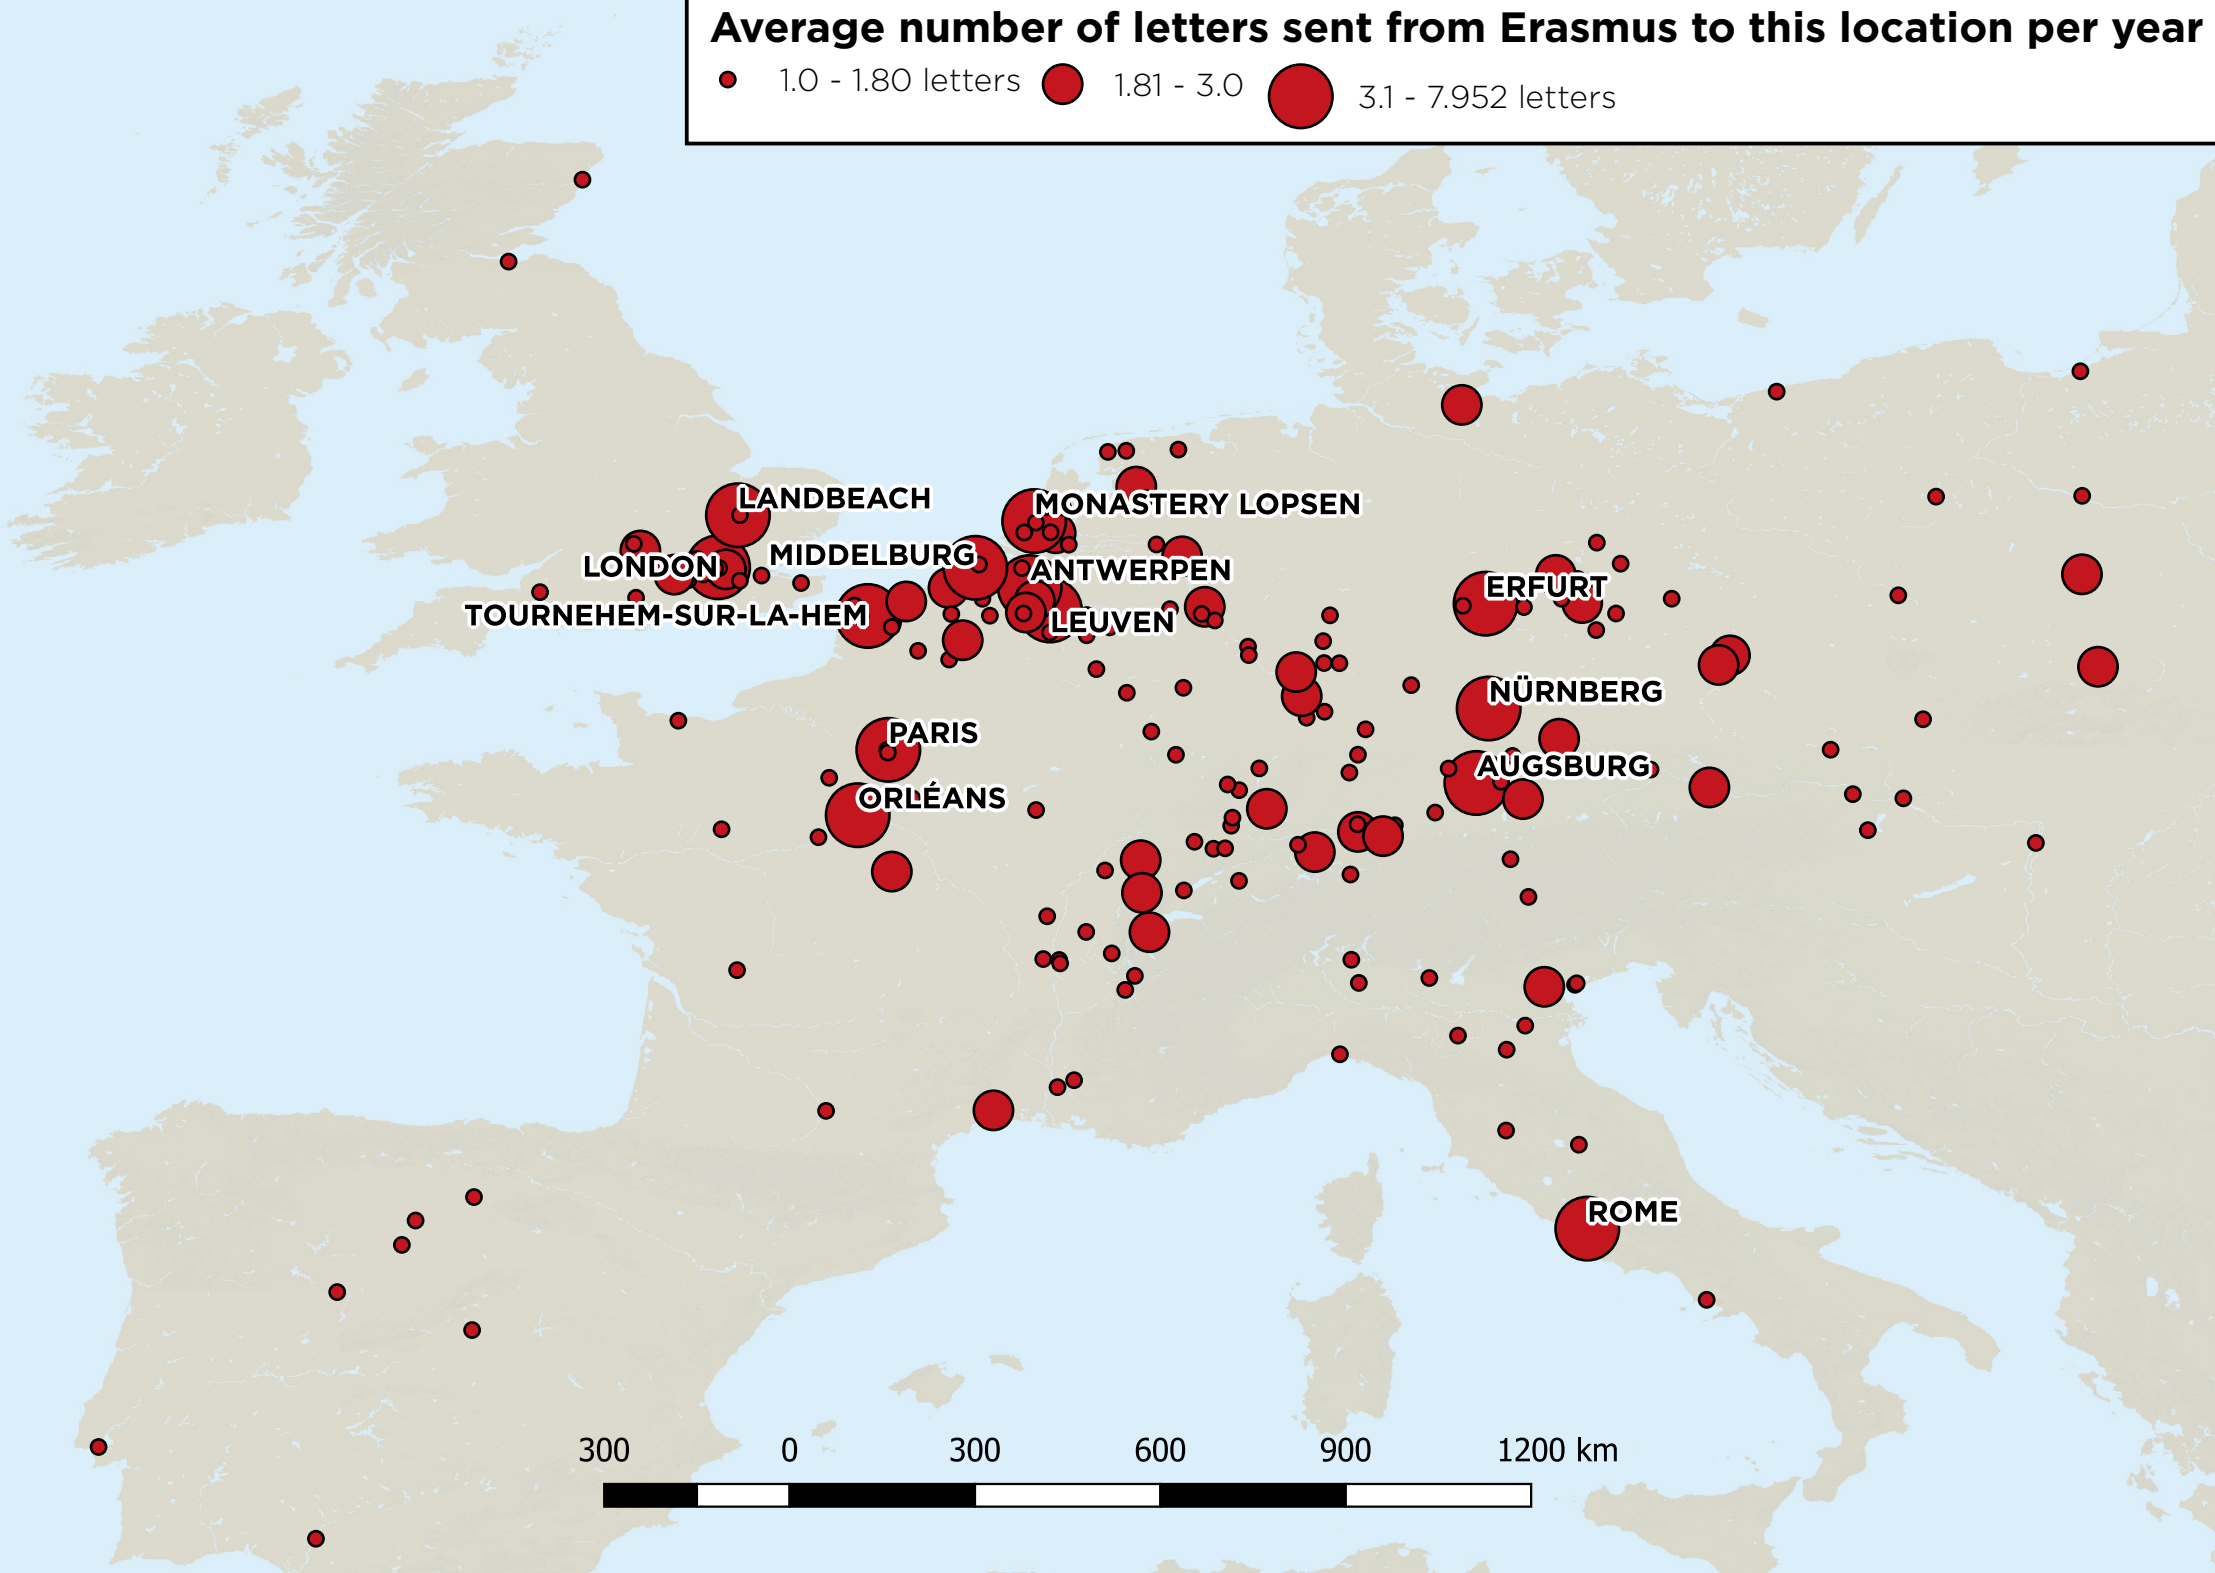 Average number of letters sent from Erasmus to this location per year
1.0 - 1.80 letters 1.81 - 3.0 3.1 - 7.952 letters
LANDBEACH
MONASTERY LOPSEN
MIDDELBURG
LONDON
ANTWERPEN
ERFURT
TOURNEHEM-SUR-LA-HEM
LEUVEN
NÜRNBERG
PARIS
AUGSBURG
ORLÉANS
ROME
300 0 300 600 900 1200 km